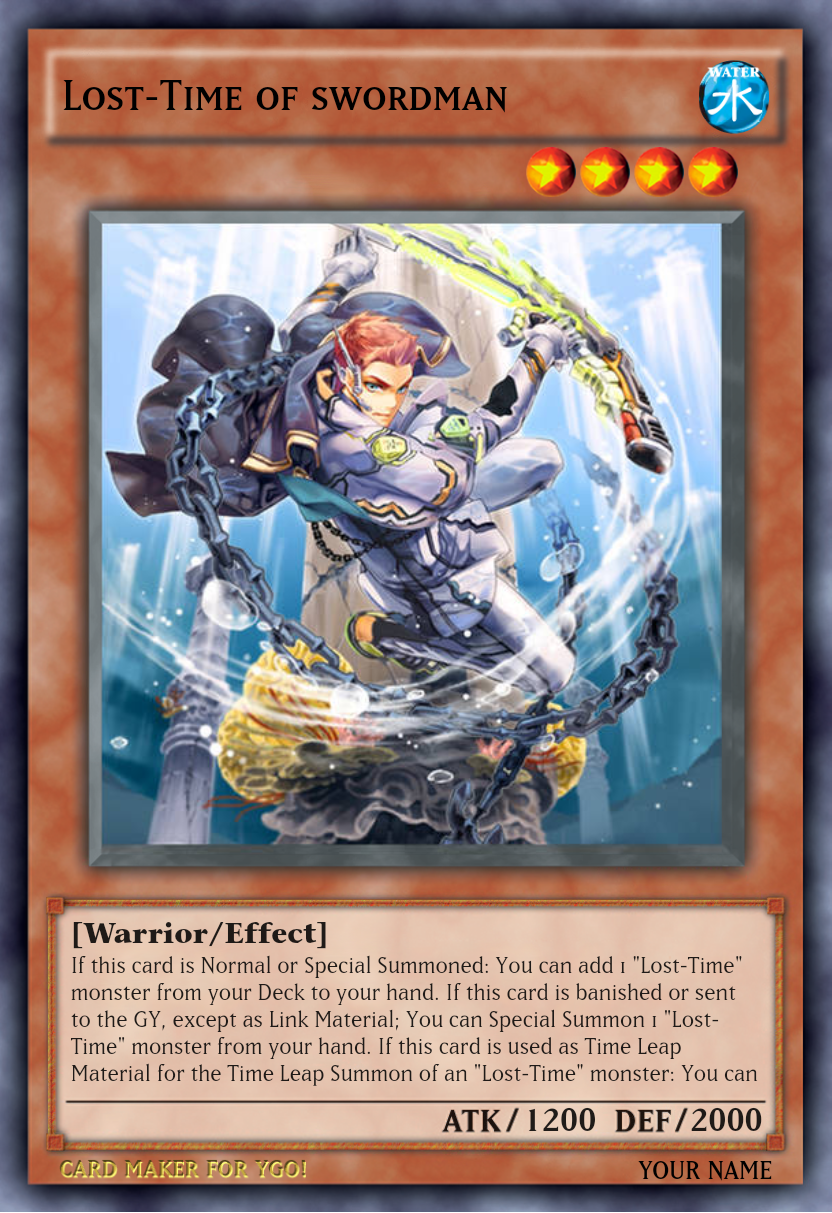 Lost-Time of swordman
WATER
水
[Warrior/Effect]
If this card is Normal or Special Summoned: You can add 1 "Lost-Time"
monster from your Deck to your hand. If this card is banished or sent
to the GY, except as Link Material; You can Special Summon 1 "Lost-
Time" monster from your hand. If this card is used as Time Leap
Material for the Time Leap Summon of an "Lost-Time" monster: You can
ATK/1200 DEF/2000
CARD MAKER FOR YGO!
YOUR NAME